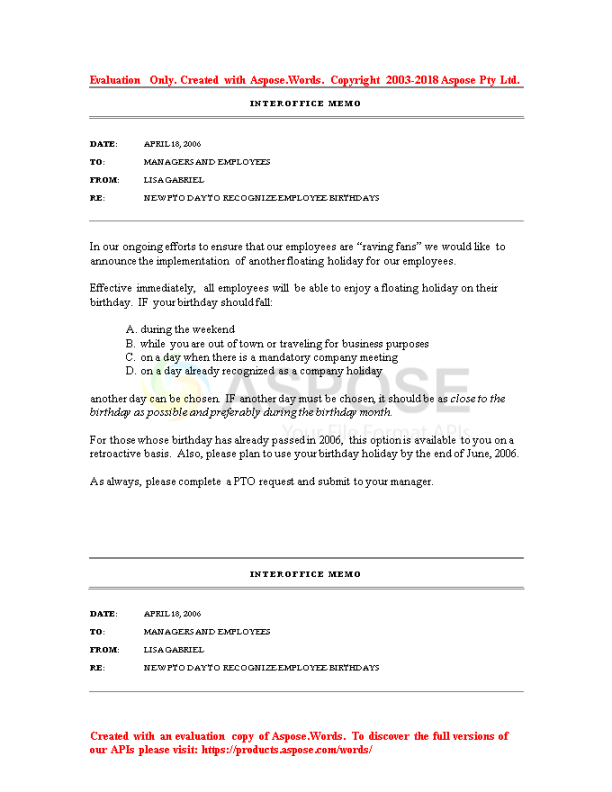 Evaluation Only. Created with Aspose.Words. Copyright 2003-2018 Aspose Pty Ltd.
INTEROFFICE MEMO
DATE: APRIL 18, 2006
TO: MANAGERS AND EMPLOYEES
FROM: LISA GABRIEL
RE: NEW PTO DAY TO RECOGNIZE EMPLOYEE BIRTHDAYS
In our ongoing efforts to ensure that our employees are “raving fans” we would like to
announce the implementation of another floating holiday for our employees.
Effective immediately, all employees will be able to enjoy a floating holiday on their
birthday. IF your birthday should fall:
A. during the weekend
B. while you are out of town or traveling for business purposes
C. on a day when there is a mandatory company meeting
D. on a day already recognized as a company holiday
ASPOSE
another day can be chosen. IF another day must be chosen, it should be as close to the
birthday as possible and preferably during the birthday month.
Your File Format APIs
For those whose birthday has already passed in 2006, this option is available to you on a
retroactive basis. Also, please plan to use your birthday holiday by the end of June, 2006.
As always, please complete a PTO request and submit to your manager.
INTEROFFICE MEMO
DATE: APRIL 18, 2006
TO: MANAGERS AND EMPLOYEES
FROM: LISA GABRIEL
RE: NEW PTO DAY TO RECOGNIZE EMPLOYEE BIRTHDAYS
Created with an evaluation copy of Aspose.Words. To discover the full versions of
our APIs please visit: https://products.aspose.com/words/